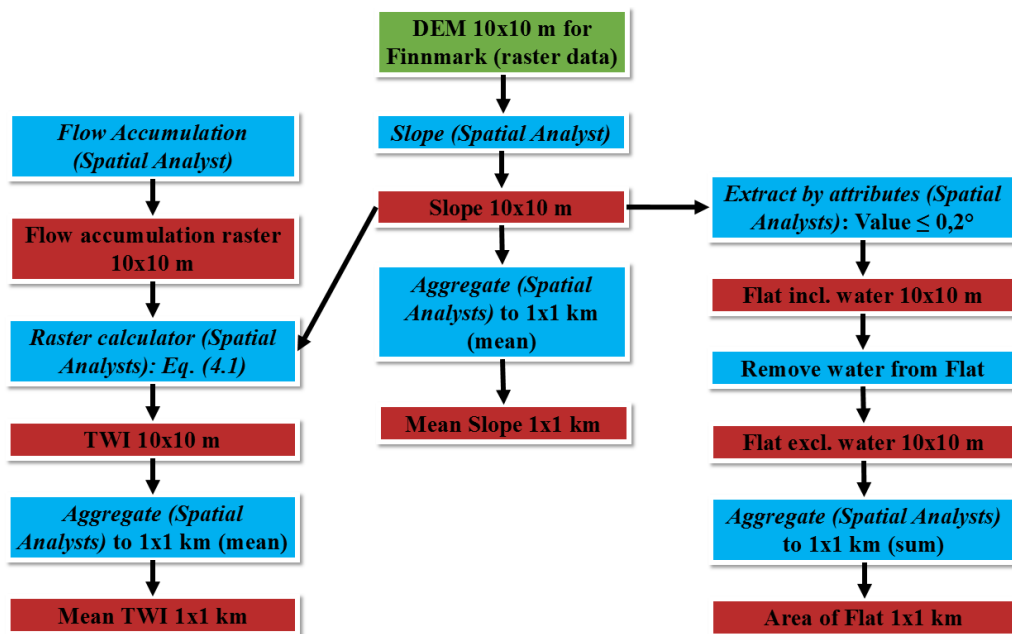 DEM 10x10 m for
Finnmark (raster data)
Slope (Spatial Analyst)
Slope 10x10 m
Aggregate (Spatial
Analysts) to 1x1 km
(mean)
Mean Slope 1x1 km
Flow Accumulation
(Spatial Analyst)
Flow accumulation raster
10x10 m
Raster calculator (Spatial
Analysts): Eq. (4.1)
TWI 10x10 m
Aggregate (Spatial
Analysts) to 1x1 km (mean)
Mean TWI 1x1 km
Extract by attributes (Spatial
Analysts): Value ≤ 0,2°
Flat incl. water 10x10 m
Remove water from Flat
Flat excl. water 10x10 m
Aggregate (Spatial Analysts)
to 1x1 km (sum)
Area of Flat 1x1 km